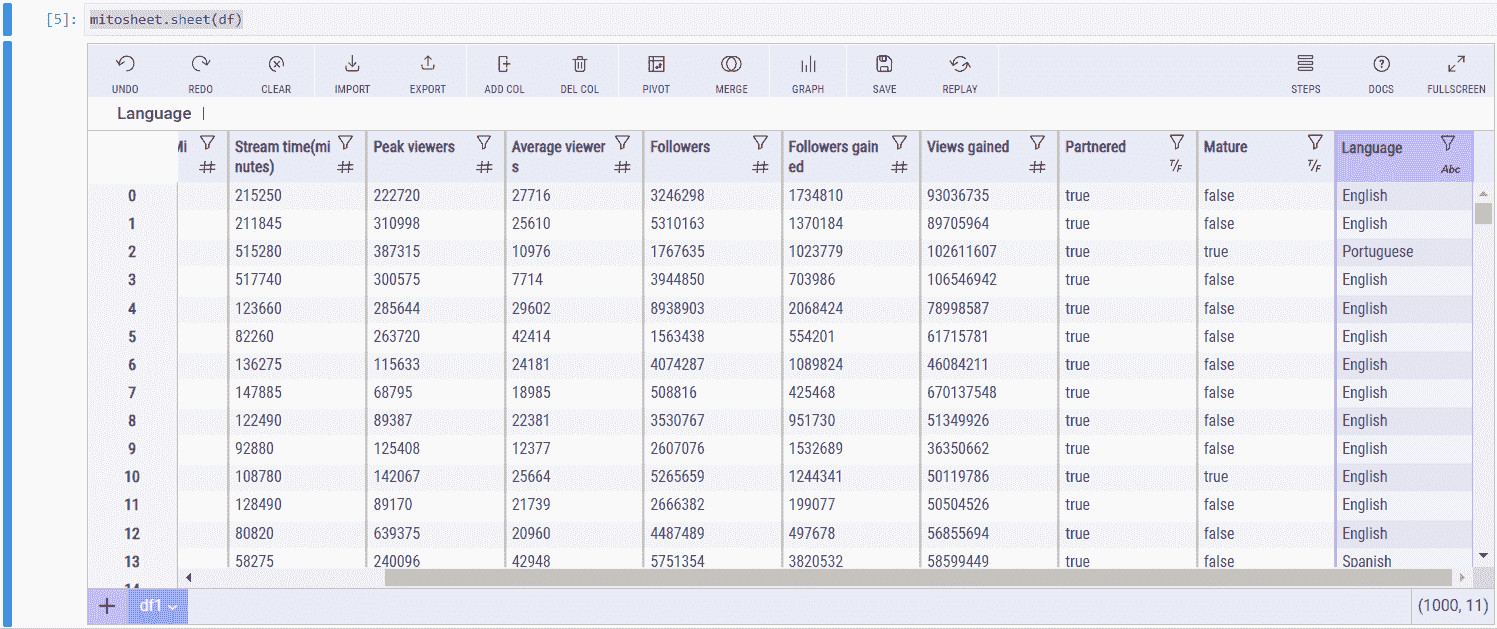 [5]: mitosheet.sheet(df)
UNDO REDO CLEAR IMPORT EXPORT ADD COL DEL COL PIVOT MERGE GRAPH SAVE REPLAY STEPS DOCS FULLSCREEN
Language
Stream time(mi Peak viewers Average viewer Followers Followers gain Views gained Partnered T/F Mature T/F Language Abc
nutes) # # s # # ed # #
0 215250 222720 27716 3246298 1734810 93036735 true false English
1 211845 310998 25610 5310163 1370184 89705964 true false English
2 515280 387315 10976 1767635 1023779 102611607 true true Portuguese
3 517740 300575 7714 3944850 703986 106546942 true false English
4 123660 285644 29602 8938903 2068424 78998587 true false English
5 82260 263720 42414 1563438 554201 61715781 true false English
6 136275 115633 24181 4074287 1089824 46084211 true false English
7 147885 68795 18985 508816 425468 670137548 true false English
8 122490 89387 22381 3530767 951730 51349926 true false English
9 92880 125408 12377 2607076 1532689 36350662 true false English
10 108780 142067 25664 5265659 1244341 50119786 true true English
11 128490 89170 21739 2666382 199077 50504526 true false English
12 80820 639375 20960 4487489 497678 56855694 true false English
13 58275 240096 42948 5751354 3820532 58599449 true false Spanish
+ df1 (1000, 11)